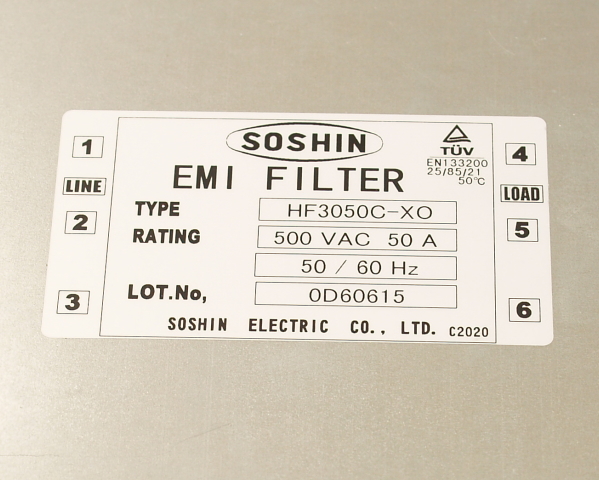 SOSHIN
TÜV
EN133200
25/85/21
50℃
EMI FILTER
TYPE HF3050C-XO
RATING 500 VAC 50 A
50 / 60 Hz
LOT.No, 0D60615
SOSHIN ELECTRIC CO., LTD. C2020
1
LINE
2
3
4
LOAD
5
6